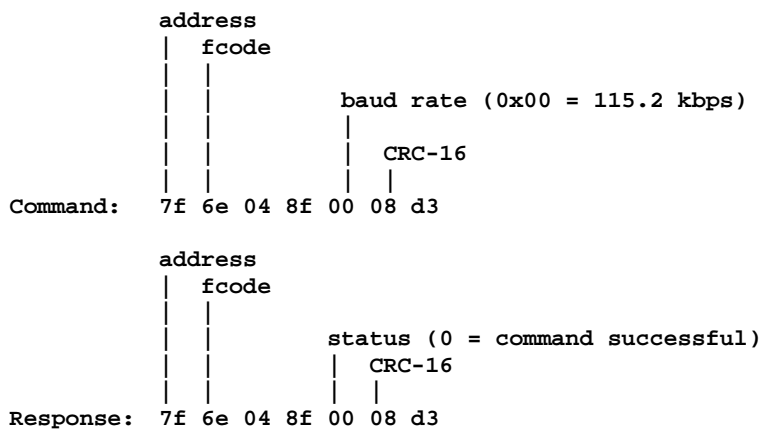 address
fcode
baud rate (0x00 = 115.2 kbps)
CRC-16
Command: 7f 6e 04 8f 00 08 d3
address
fcode
status (0 = command successful)
CRC-16
Response: 7f 6e 04 8f 00 08 d3